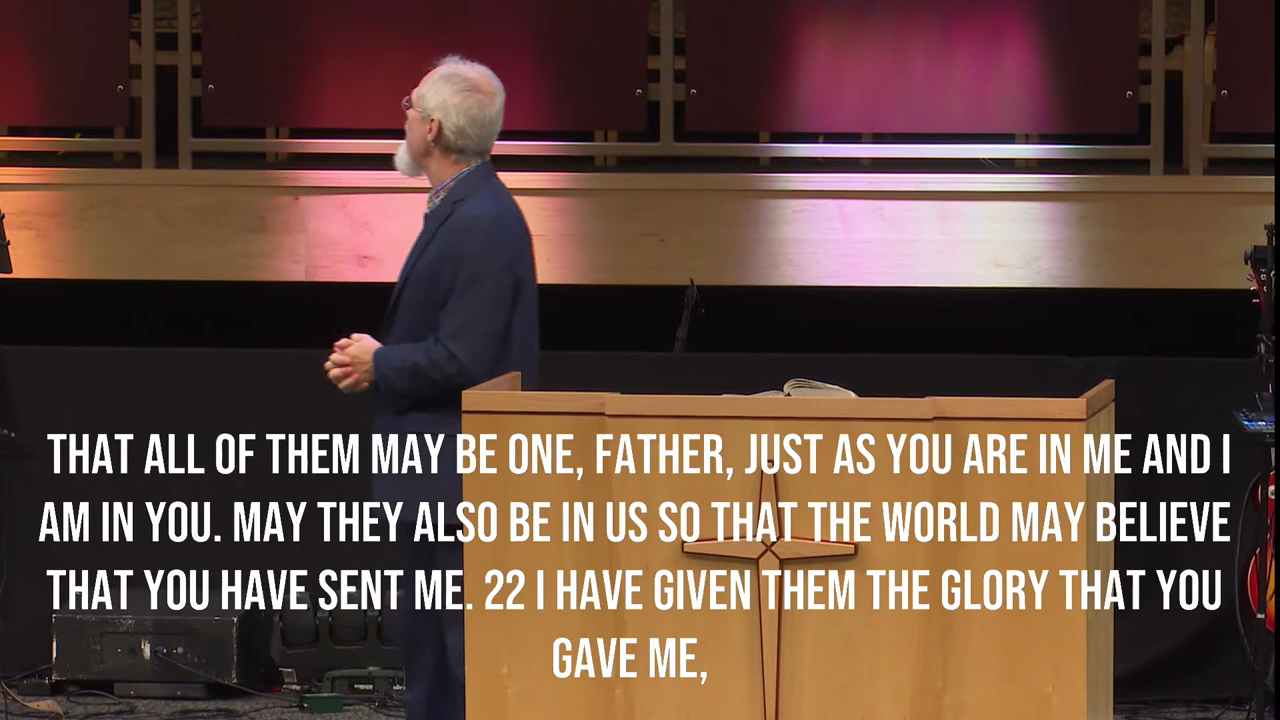 THAT ALL OF THEM MAY BE ONE, FATHER, JUST AS YOU ARE IN ME AND I
AM IN YOU. MAY THEY ALSO BE IN US SO THAT THE WORLD MAY BELIEVE
THAT YOU HAVE SENT ME. 22 I HAVE GIVEN THEM THE GLORY THAT YOU
GAVE ME,